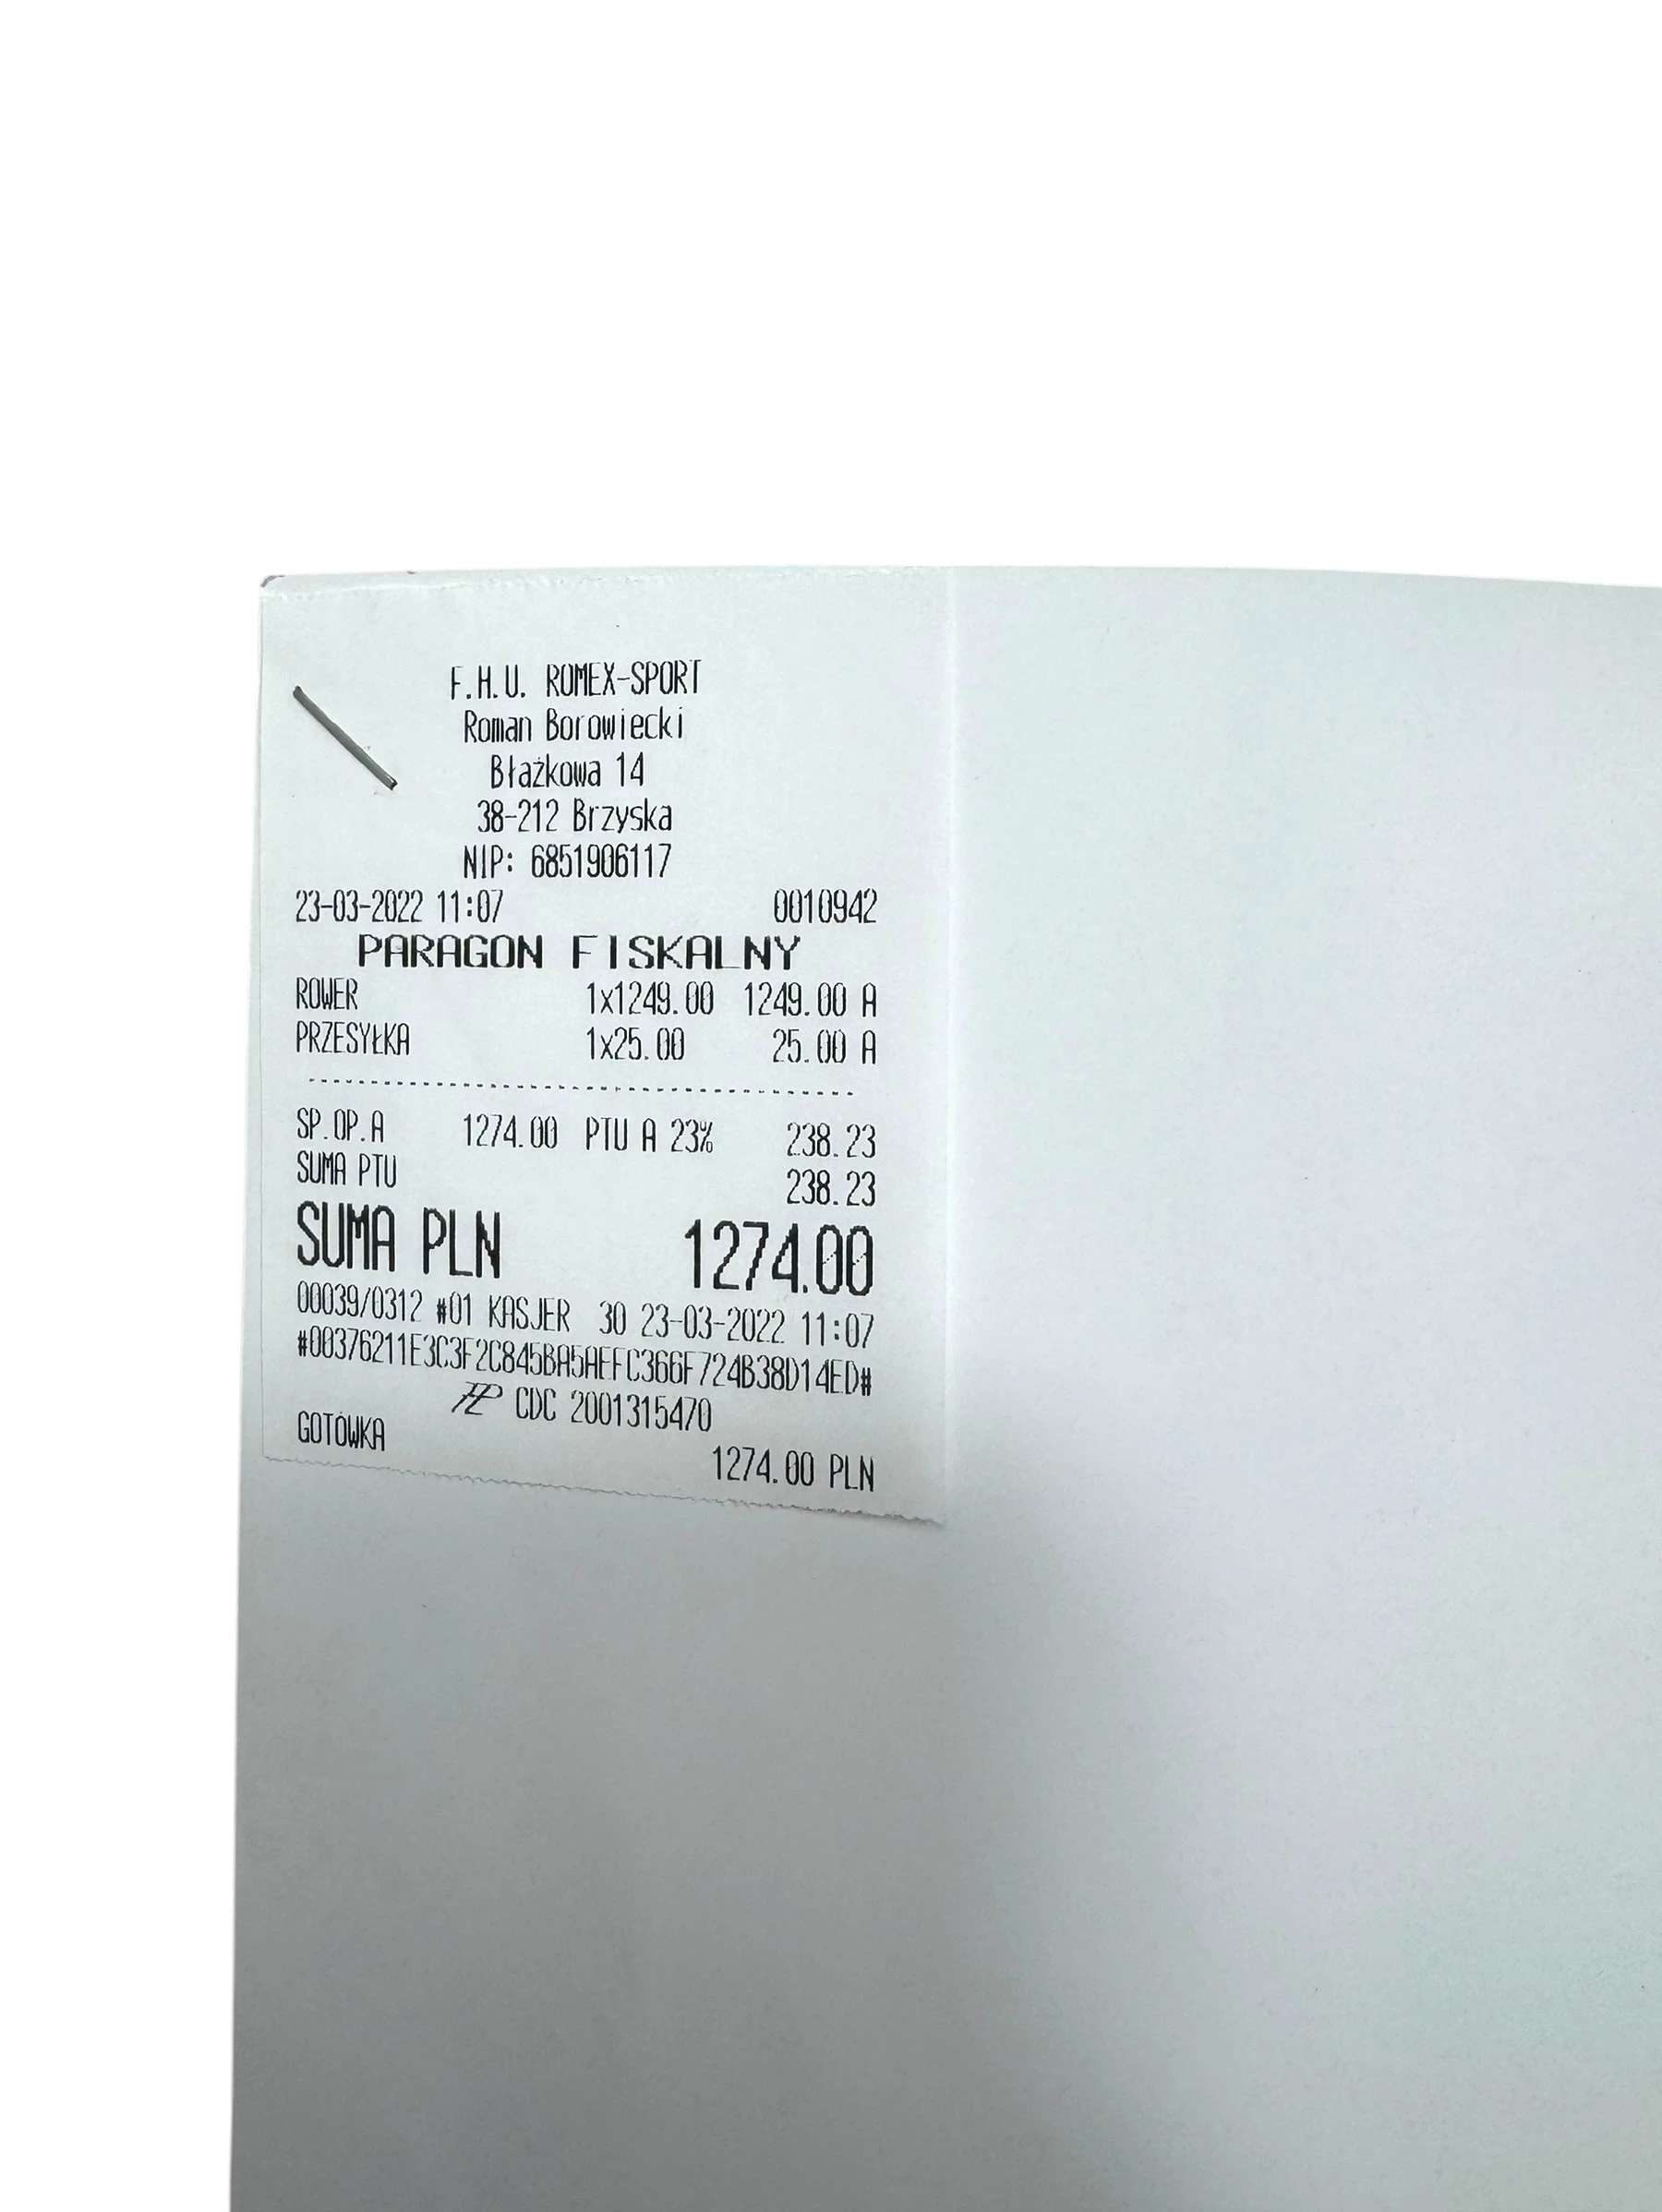 F.H.U. ROMEX-SPORT
Roman Borowiecki
Błażkowa 14
38-212 Brzyska
NIP: 6851906117
23-03-2022 11:07 0010942
PARAGON FISKALNY
ROWER 1x1249.00 1249.00 A
PRZESYŁKA 1x25.00 25.00 A
SP.OP.A 1274.00 PTU A 23% 238.23
SUMA PTU 238.23
SUMA PLN 1274.00
00039/0312 #01 KASJER 30 23-03-2022 11:07
#00376211E3C3F2C845BA5AEFC366F724B38D14ED#
CDC 2001315470
GOTÓWKA 1274.00 PLN